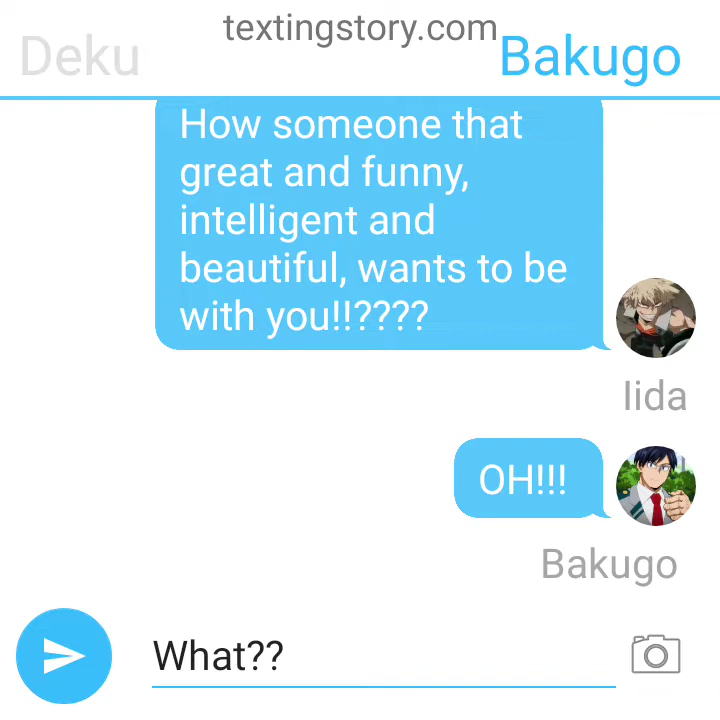 textingstory.com
Deku
Bakugo
How someone that
great and funny,
intelligent and
beautiful, wants to be
with you!!????
Iida
OH!!!
Bakugo
What??